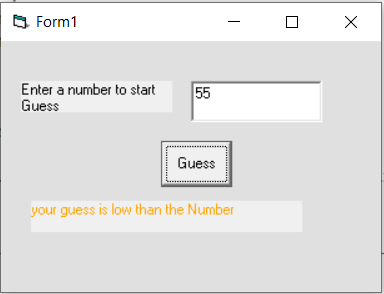 Form1
Enter a number to start
Guess
55
Guess
your guess is low than the Number